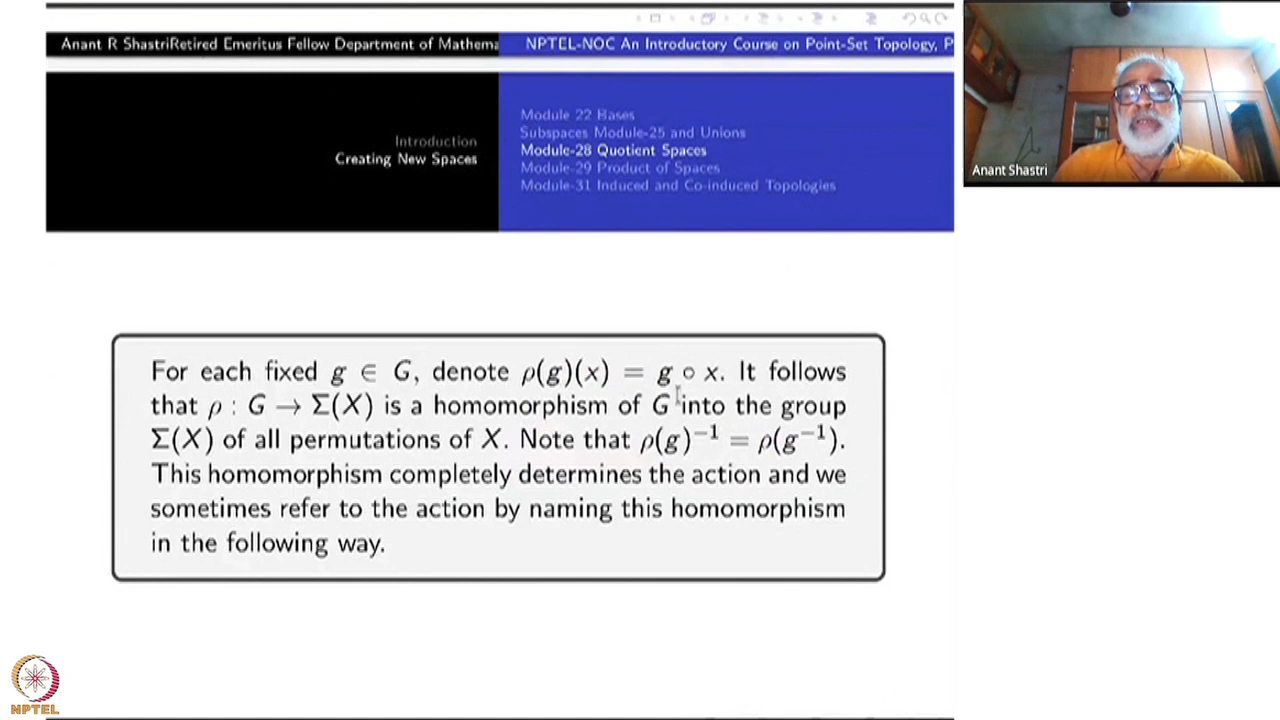 Anant R ShastriRetired Emeritus Fellow Department of Mathema
NPTEL-NOC An Introductory Course on Point-Set Topology, P
Introduction
Creating New Spaces
Module 22 Bases
Subspaces Module-25 and Unions
Module-28 Quotient Spaces
Module-29 Product of Spaces
Module-31 Induced and Co-induced Topologies
Anant Shastri
For each fixed g ∈ G, denote ρ(g)(x) = g ∘ x. It follows
that ρ : G → Σ(X) is a homomorphism of G into the group
Σ(X) of all permutations of X. Note that ρ(g)⁻¹ = ρ(g⁻¹).
This homomorphism completely determines the action and we
sometimes refer to the action by naming this homomorphism
in the following way.
NPTEL